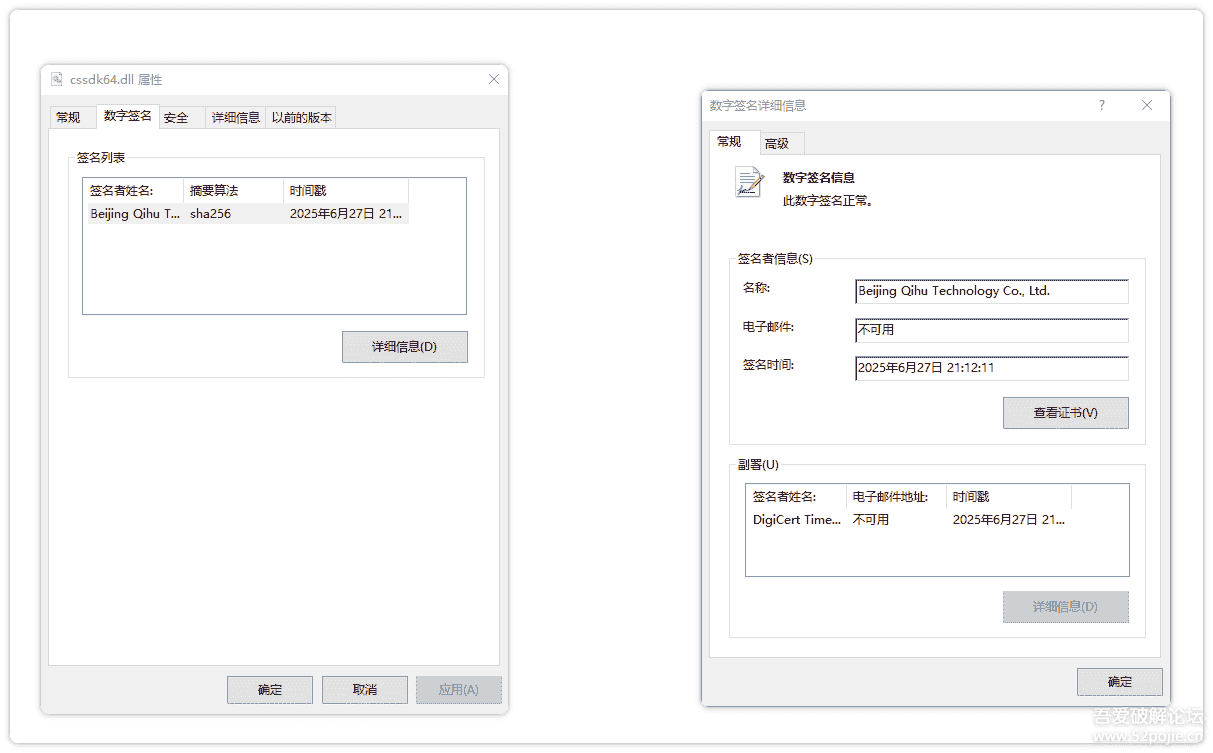 cssdk64.dll 属性
常规 数字签名 安全 详细信息 以前的版本
签名列表
签名者姓名: 摘要算法 时间戳
Beijing Qihu T... sha256 2025年6月27日 21...
详细信息(D)
确定 取消 应用(A)
数字签名详细信息 ?
常规 高级
数字签名信息
此数字签名正常。
签名者信息(S)
名称: Beijing Qihu Technology Co., Ltd.
电子邮件: 不可用
签名时间: 2025年6月27日 21:12:11
查看证书(V)
副署(U)
签名者姓名: 电子邮件地址: 时间戳
DigiCert Time... 不可用 2025年6月27日 21...
详细信息(D)
确定
吾爱破解论坛
www.52pojie.cn